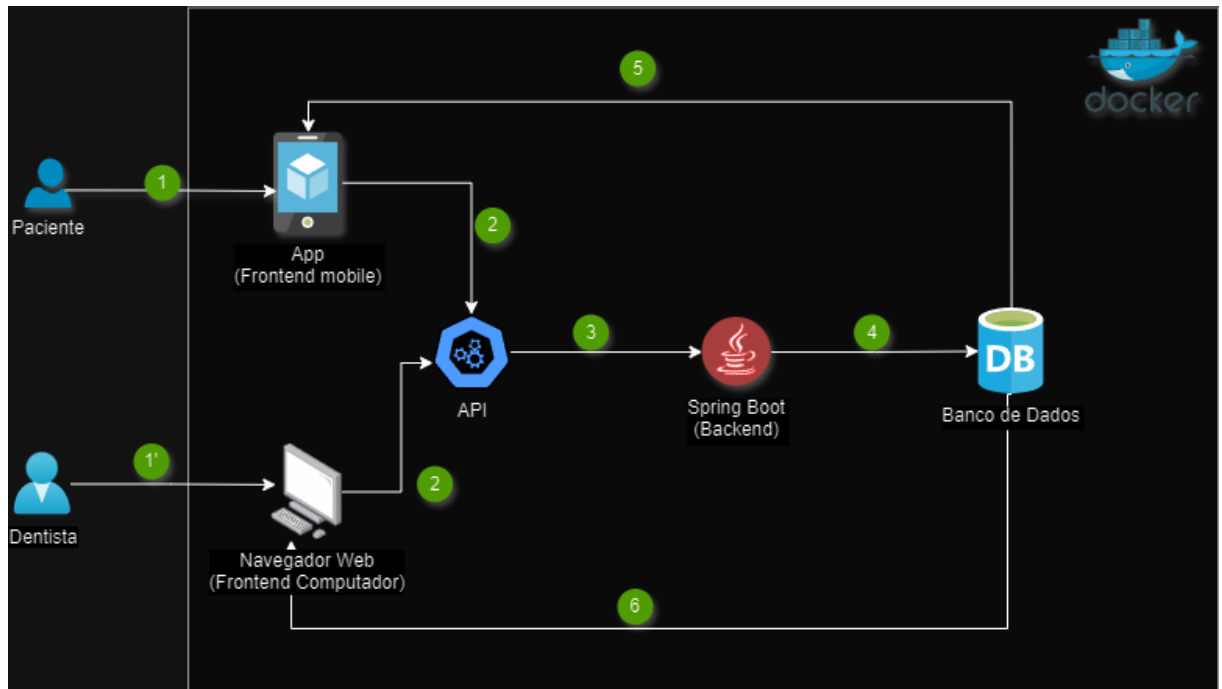 docker
5
1
Paciente
2
App
(Frontend mobile)
3
4
DB
API
Spring Boot
(Backend)
Banco de Dados
1'
2
Dentista
Navegador Web
(Frontend Computador)
6